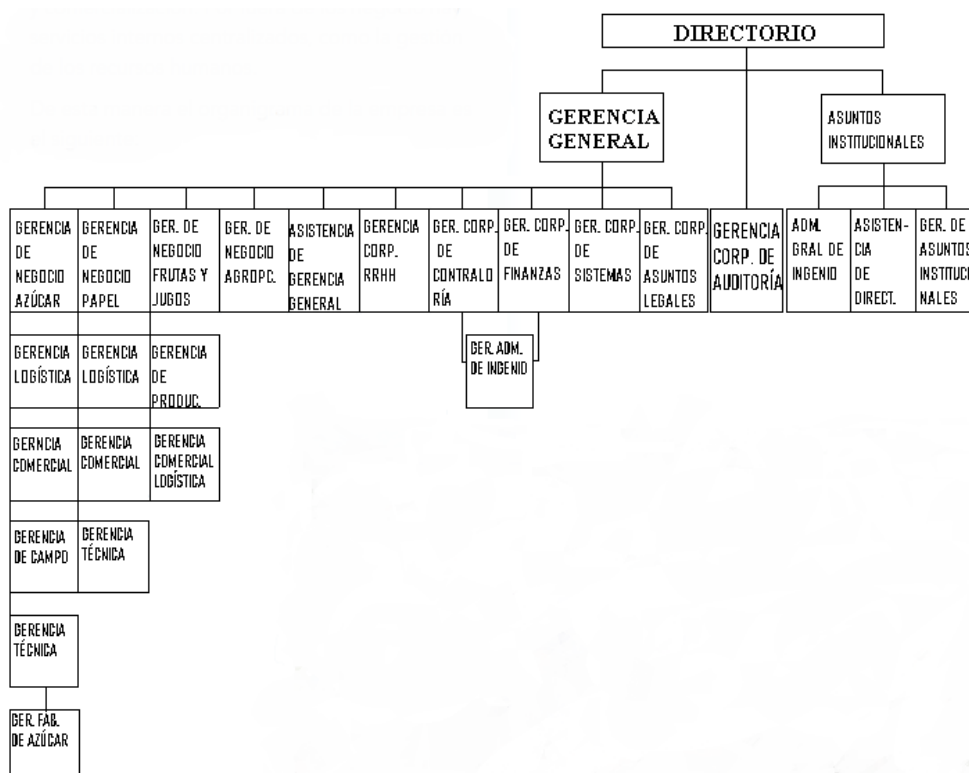 DIRECTORIO
GERENCIA
GENERAL
ASUNTOS
INSTITUCIONALES
GERENCIA
DE
NEGOCIO
AZÚCAR
GERENCIA
DE
NEGOCIO
PAPEL
GER. DE
NEGOCIO
FRUTAS Y
JUGOS
GER. DE
NEGOCIO
AGROPC.
ASISTENCIA
DE
GERENCIA
GENERAL
GERENCIA
CORP.
RRHH
GER. CORP.
DE
CONTRALO
RÍA
GER. CORP.
DE
FINANZAS
GER. CORP.
DE
SISTEMAS
GER. CORP.
DE
ASUNTOS
LEGALES
GERENCIA
CORP. DE
AUDITORÍA
ADM.
GRAL DE
INGENIO
ASISTEN-
CIA
DE
DIRECT.
GER. DE
ASUNTOS
INSTITUCI
NALES
GERENCIA
LOGÍSTICA
GERENCIA
LOGÍSTICA
GERENCIA
DE
PRODUC.
GER. ADM.
DE INGENIO
GERNCIA
COMERCIAL
GERENCIA
COMERCIAL
GERENCIA
COMERCIAL
LOGÍSTICA
GERENCIA
DE CAMPO
GERENCIA
TÉCNICA
GERENCIA
TÉCNICA
GER. FAB.
DE AZÚCAR